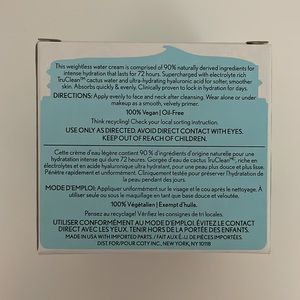 This weightless water cream is comprised of 90% naturally derived ingredients for
intense hydration that lasts for 72 hours. Supercharged with electrolyte rich
TruClean™ cactus water and ultra-hydrating hyaluronic acid for softer, smoother
skin. Absorbs quickly & evenly. Clinically proven to lock in hydration for days.
DIRECTIONS: Apply evenly to face and neck after cleansing. Wear alone or under
makeup as a smooth, velvety primer.
100% Vegan | Oil-Free
Think recycling! Check your local sorting instruction.
USE ONLY AS DIRECTED. AVOID DIRECT CONTACT WITH EYES.
KEEP OUT OF REACH OF CHILDREN.
Cette crème d'eau légère contient 90 % d'ingrédients d'origine naturelle pour une
hydratation intense qui dure 72 heures. Gorgée d'eau de cactus TruClean™, riche en
électrolytes et en acide hyaluronique ultra hydratant, pour une peau plus douce et plus lisse.
Pénètre rapidement et uniformément. Cliniquement testée pour préserver l'hydratation de
la peau pendant des jours.
MODE D'EMPLOI : Appliquer uniformément sur le visage et le cou après le nettoyage. À
utiliser seule ou sous le maquillage en tant que base douce et veloutée.
100% Végétalien | Exempt d'huile.
Pensez au recyclage! Vérifiez les consignes de tri locales.
UTILISER CONFORMÉMENT AU MODE D'EMPLOI. ÉVITEZ LE CONTACT
DIRECT AVEC LES YEUX. TENIR HORS DE LA PORTÉE DES ENFANTS.
MADE IN USA WITH IMPORTED PARTS. / FAIT AUX É.-U. DE PIÈCES IMPORTÉES.
DIST. FOR/POUR COTY INC., NEW YORK, NY 10118